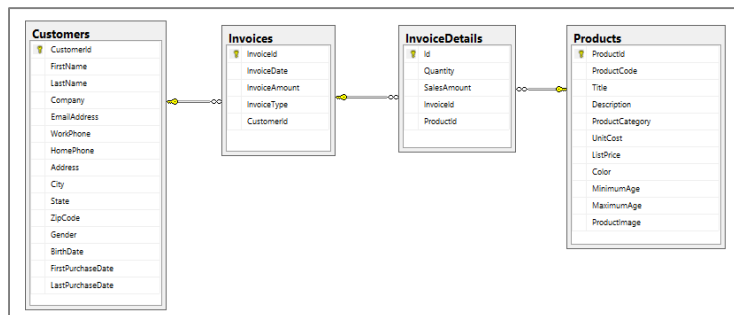 Customers
CustomerId
FirstName
LastName
Company
EmailAddress
WorkPhone
HomePhone
Address
City
State
ZipCode
Gender
BirthDate
FirstPurchaseDate
LastPurchaseDate
Invoices
InvoiceId
InvoiceDate
InvoiceAmount
InvoiceType
CustomerId
InvoiceDetails
Id
Quantity
SalesAmount
InvoiceId
ProductId
Products
ProductId
ProductCode
Title
Description
ProductCategory
UnitCost
ListPrice
Color
MinimumAge
MaximumAge
ProductImage